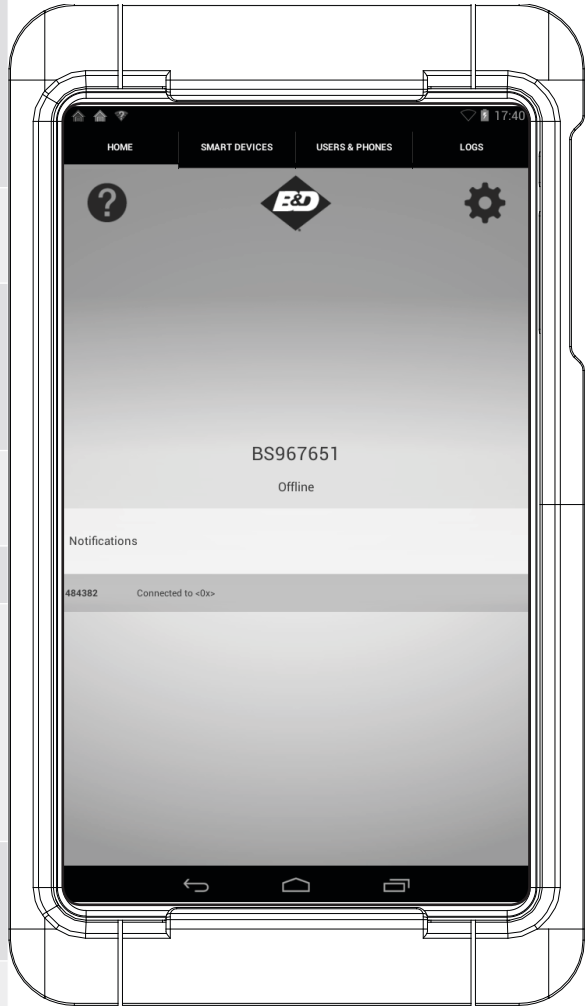 17:40
HOME SMART DEVICES USERS & PHONES LOGS
B&D
BS967651
Offline
Notifications
484382 Connected to <0x>